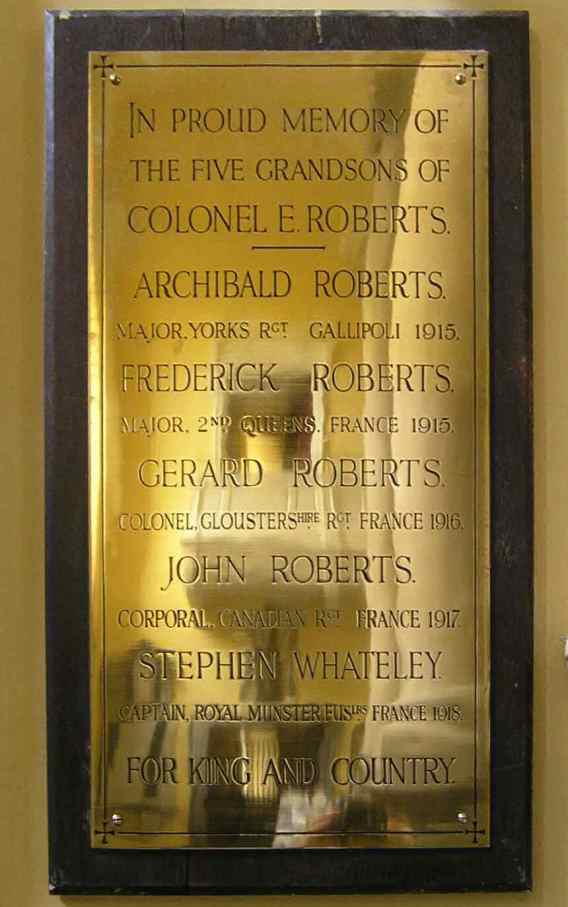 IN PROUD MEMORY OF
THE FIVE GRANDSONS OF
COLONEL E. ROBERTS.
ARCHIBALD ROBERTS.
MAJOR, YORKS RGT GALLIPOLI 1915.
FREDERICK ROBERTS.
MAJOR, 2ND QUEENS, FRANCE 1915.
GERARD ROBERTS.
COLONEL, GLOUSTERSHIRE RGT FRANCE 1916.
JOHN ROBERTS.
CORPORAL, CANADIAN RGT FRANCE 1917.
STEPHEN WHATELEY.
CAPTAIN, ROYAL MUNSTER FUSLRS FRANCE 1918.
FOR KING AND COUNTRY.